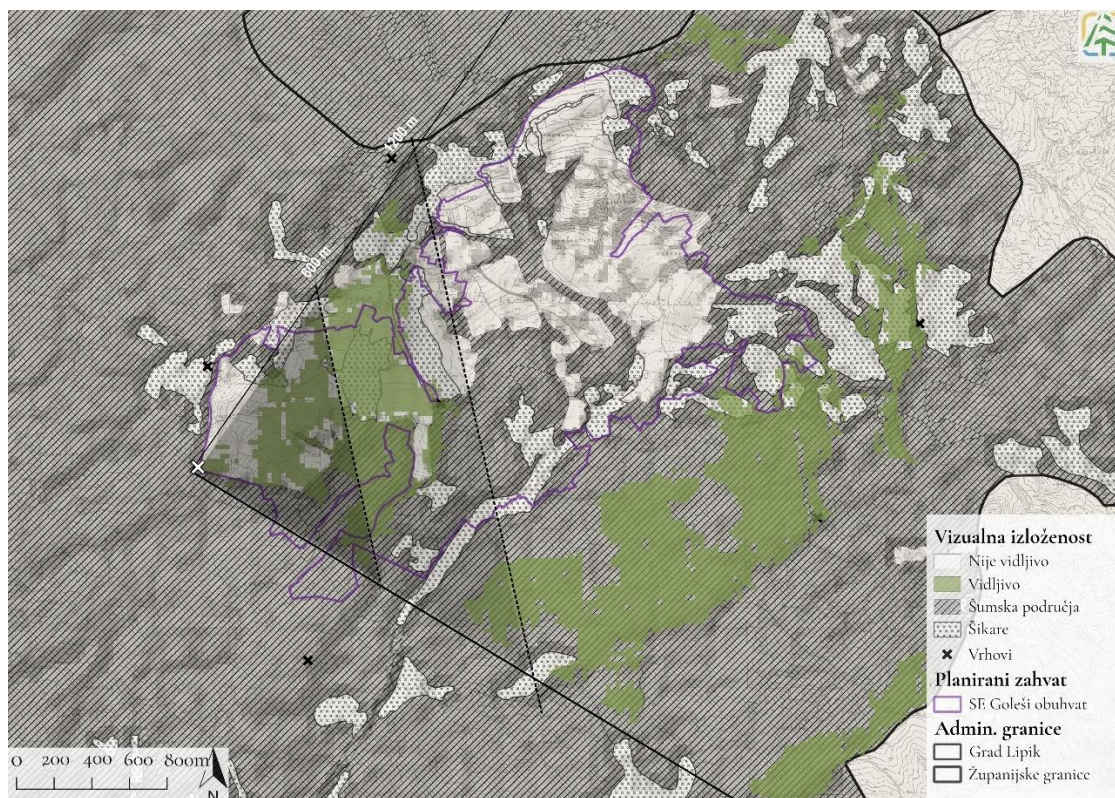 1200 m
600 m
Vizualna izloženost
Nije vidljivo
Vidljivo
Šumska područja
Šikare
Vrhovi
Planirani zahvat
SE Goleši obuhvat
Admin. granice
Grad Lipik
Županijske granice
0 200 400 600 800m
N